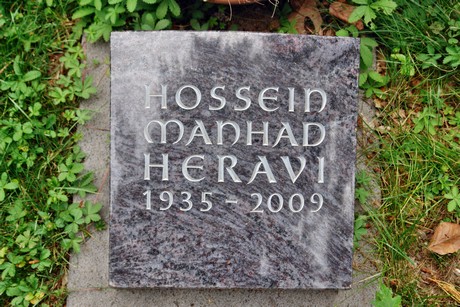 HOSSEIN
MANHAD
HERAVI
1935 - 2009